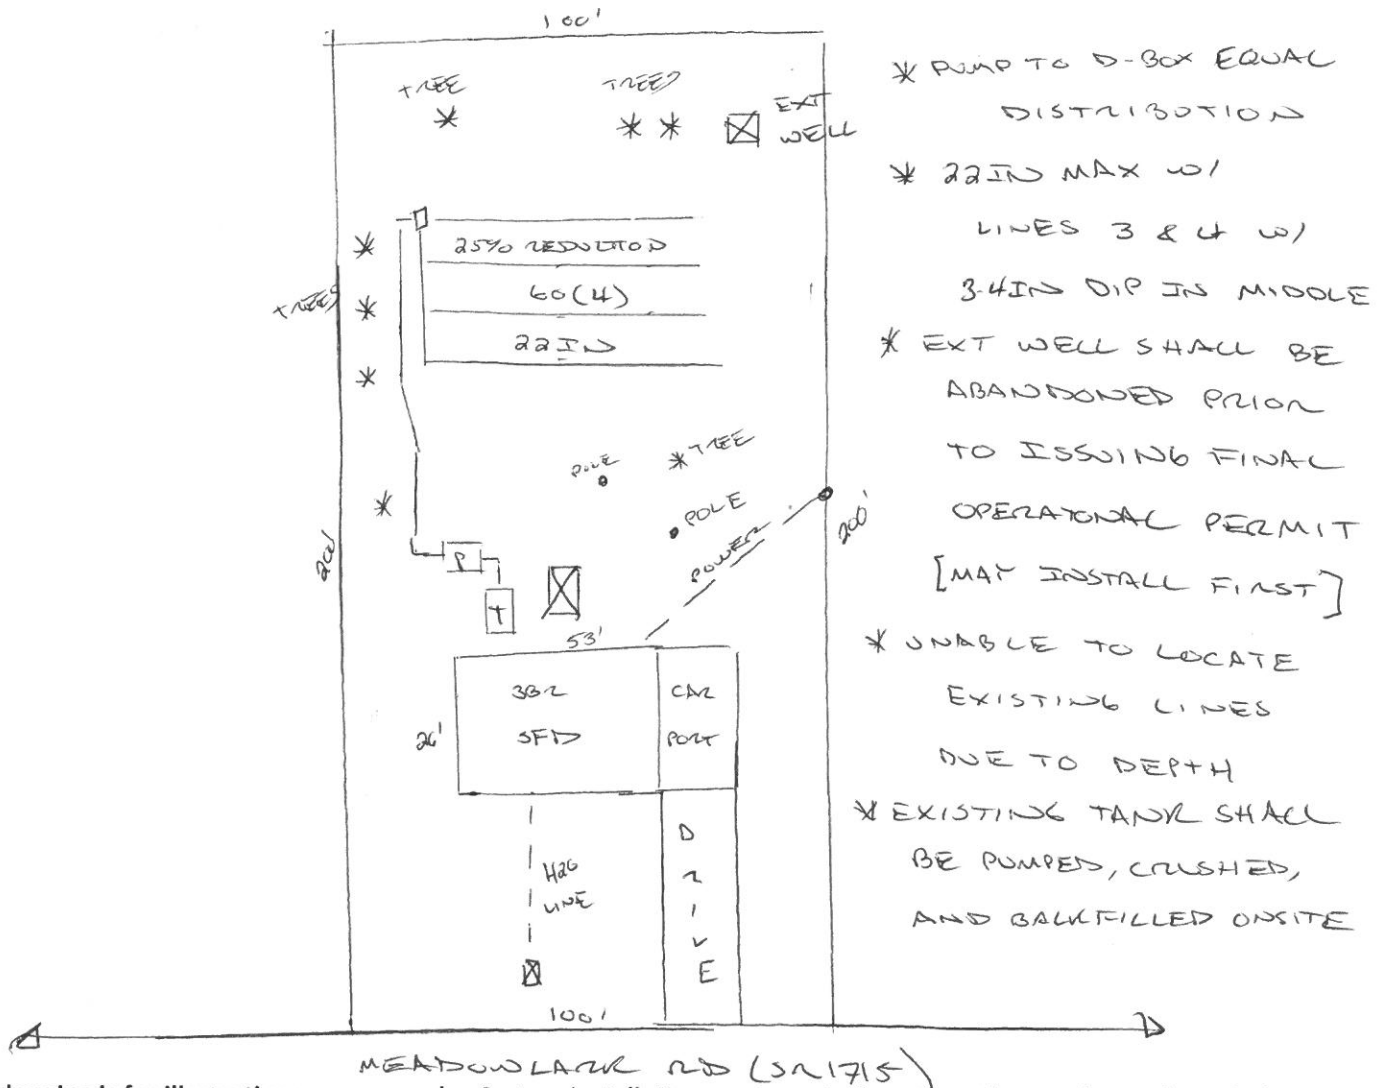 100'
TREE
TREES
EXT
WELL
25% REDUCTION
60(4)
22IN
TREES
POLE
TREE
POLE
POWER
200'
200'
P
T
53'
3BR
SFD
CAR
PORT
26'
H20
LINE
DRIVE
100'
MEADOWLARK RD (SR1715)
* PUMP TO D-BOX EQUAL
DISTRIBUTION
* 22IN MAX W/
LINES 3 & 4 W/
3-4IN DIP IN MIDDLE
* EXT WELL SHALL BE
ABANDONED PRIOR
TO ISSUING FINAL
OPERATONAL PERMIT
[MAY INSTALL FIRST]
* UNABLE TO LOCATE
EXISTING LINES
DUE TO DEPTH
* EXISTING TANK SHALL
BE PUMPED, CRUSHED,
AND BACKFILLED ONSITE